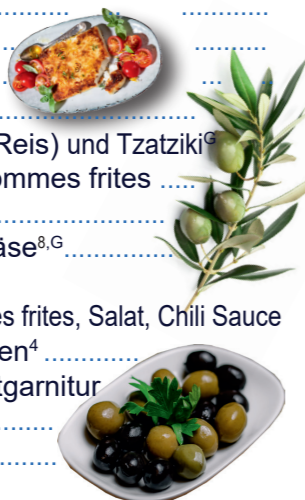 Reis) und Tzatziki^G
ommes frites .....
äse^8,G
es frites, Salat, Chili Sauce
en^4
tgarnitur